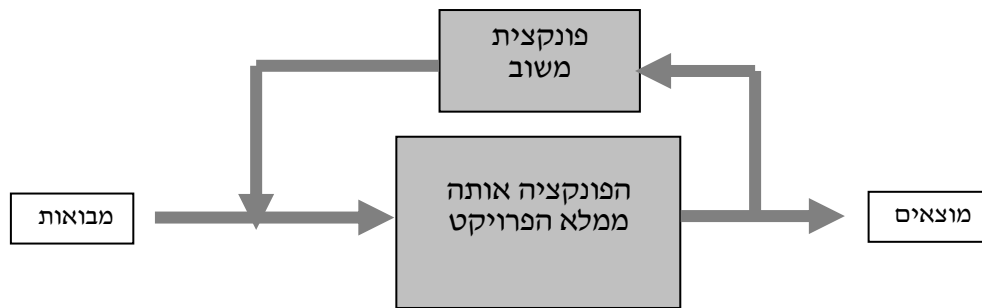 פונקצית
משוב
הפונקציה אותה
ממלא הפרויקט
מבואות
מוצאים